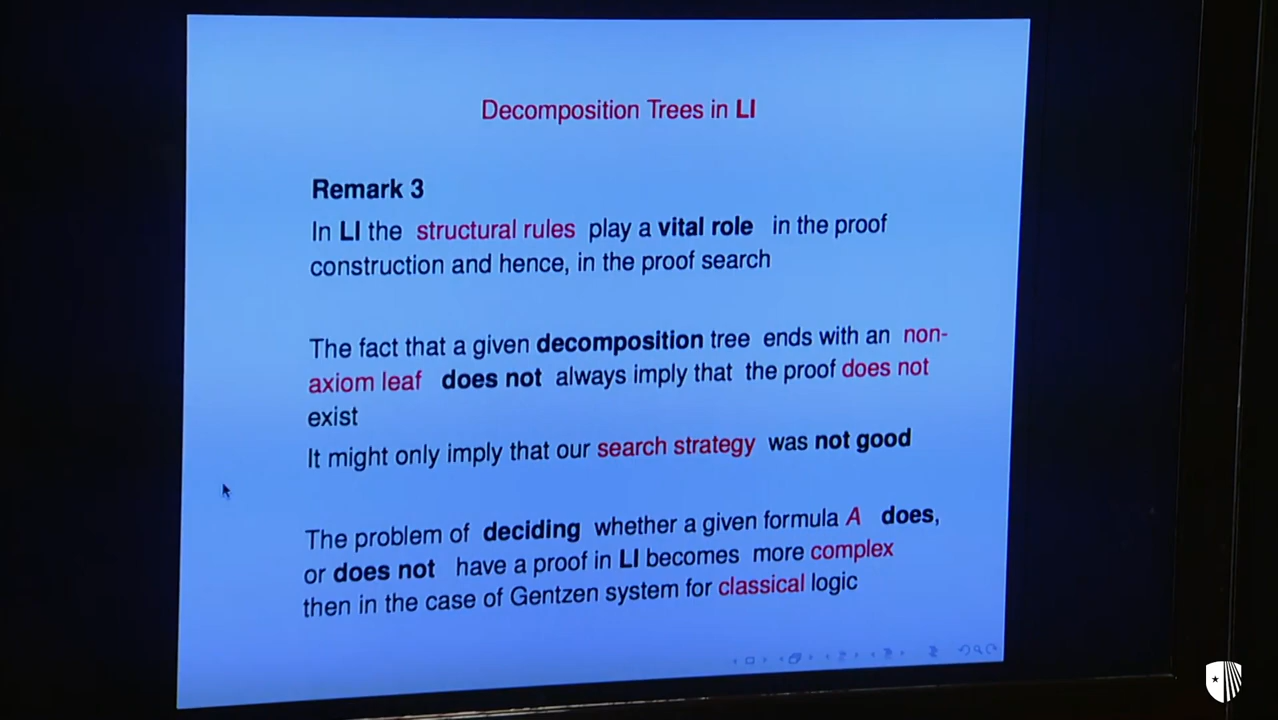 Decomposition Trees in LI
Remark 3
In LI the structural rules play a vital role in the proof
construction and hence, in the proof search
The fact that a given decomposition tree ends with an non-
axiom leaf does not always imply that the proof does not
exist
It might only imply that our search strategy was not good
The problem of deciding whether a given formula A does,
or does not have a proof in LI becomes more complex
then in the case of Gentzen system for classical logic